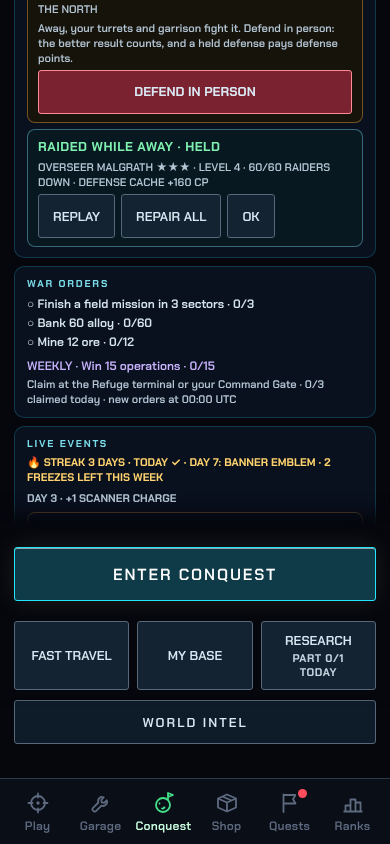 THE NORTH
Away, your turrets and garrison fight it. Defend in person:
the better result counts, and a held defense pays defense
points.
DEFEND IN PERSON
RAIDED WHILE AWAY · HELD
OVERSEER MALGRATH ★★★ · LEVEL 4 · 60/60 RAIDERS
DOWN · DEFENSE CACHE +160 CP
REPLAY
REPAIR ALL
OK
WAR ORDERS
○ Finish a field mission in 3 sectors · 0/3
○ Bank 60 alloy · 0/60
○ Mine 12 ore · 0/12
WEEKLY · Win 15 operations · 0/15
Claim at the Refuge terminal or your Command Gate · 0/3
claimed today · new orders at 00:00 UTC
LIVE EVENTS
🔥 STREAK 3 DAYS · TODAY ✓ · DAY 7: BANNER EMBLEM · 2
FREEZES LEFT THIS WEEK
DAY 3 · +1 SCANNER CHARGE
ENTER CONQUEST
FAST TRAVEL
MY BASE
RESEARCH
PART 0/1
TODAY
WORLD INTEL
Play
Garage
Conquest
Shop
Quests
Ranks